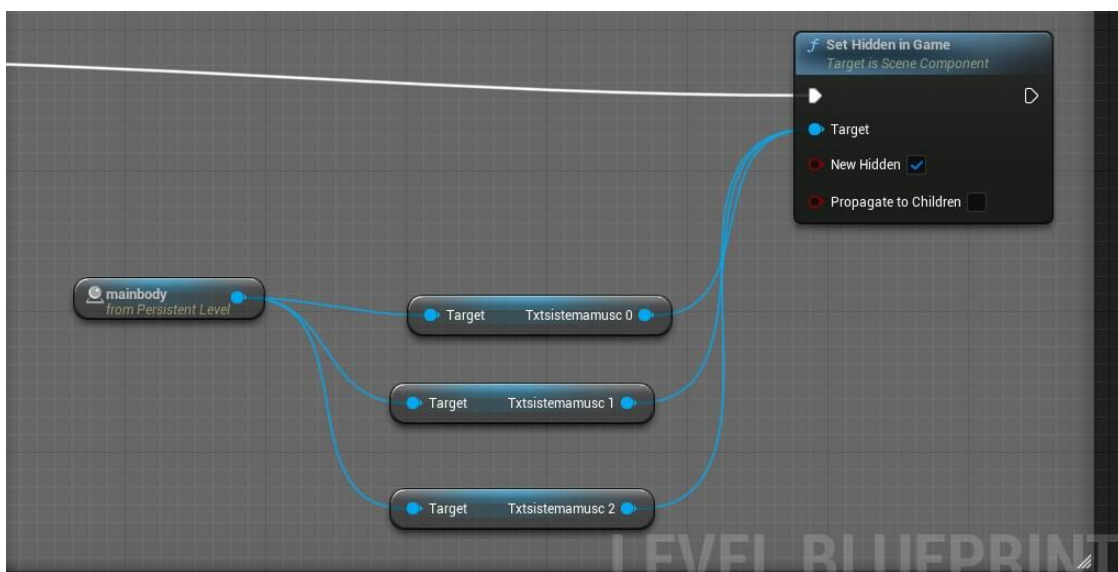 Set Hidden in Game
Target is Scene Component
Target
New Hidden
Propagate to Children
mainbody
from Persistent Level
Target Txtsistemamusc 0
Target Txtsistemamusc 1
Target Txtsistemamusc 2
LEVEL BLUEPRINT